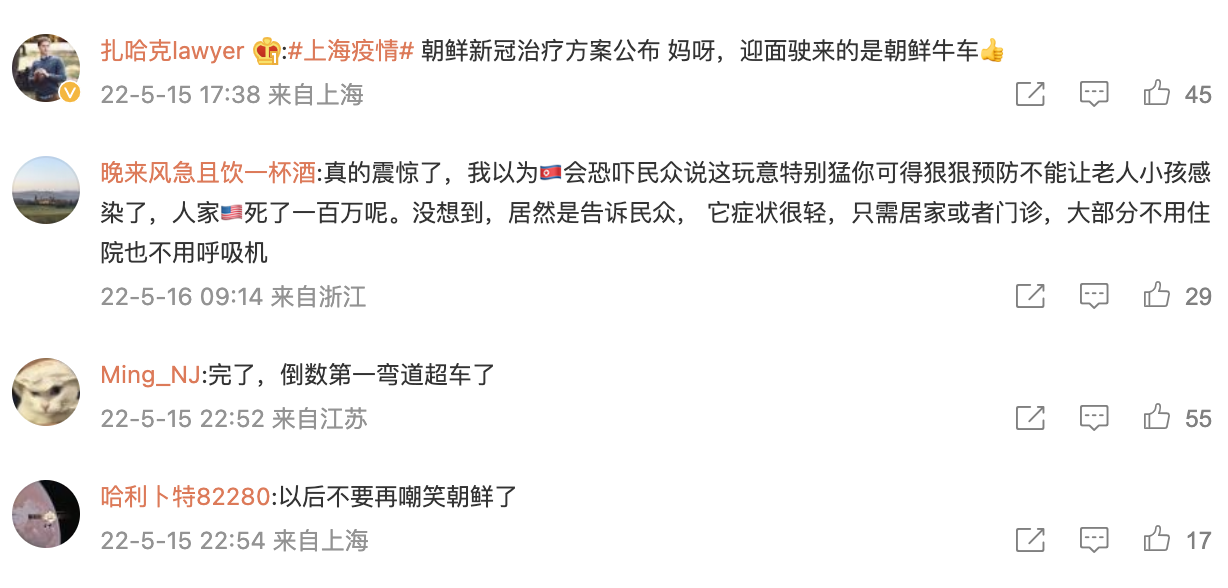 扎哈克lawyer :#上海疫情# 朝鲜新冠治疗方案公布 妈呀，迎面驶来的是朝鲜牛车👍
22-5-15 17:38 来自上海
45
晚来风急且饮一杯酒:真的震惊了，我以为🇰🇵会恐吓民众说这玩意特别猛你可得狠狠预防不能让老人小孩感
染了，人家🇺🇸死了一百万呢。没想到，居然是告诉民众， 它症状很轻，只需居家或者门诊，大部分不用住
院也不用呼吸机
22-5-16 09:14 来自浙江
29
Ming_NJ:完了，倒数第一弯道超车了
22-5-15 22:52 来自江苏
55
哈利卜特82280:以后不要再嘲笑朝鲜了
22-5-15 22:54 来自上海
17